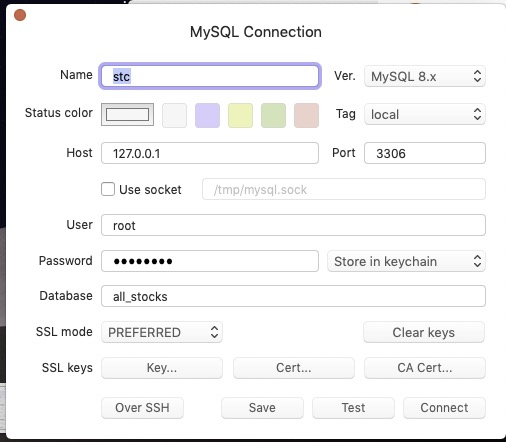 MySQL Connection
Name stc Ver. MySQL 8.x
Status color Tag local
Host 127.0.0.1 Port 3306
Use socket /tmp/mysql.sock
User root
Password ●●●●●●●● Store in keychain
Database all_stocks
SSL mode PREFERRED Clear keys
SSL keys Key... Cert... CA Cert...
Over SSH Save Test Connect